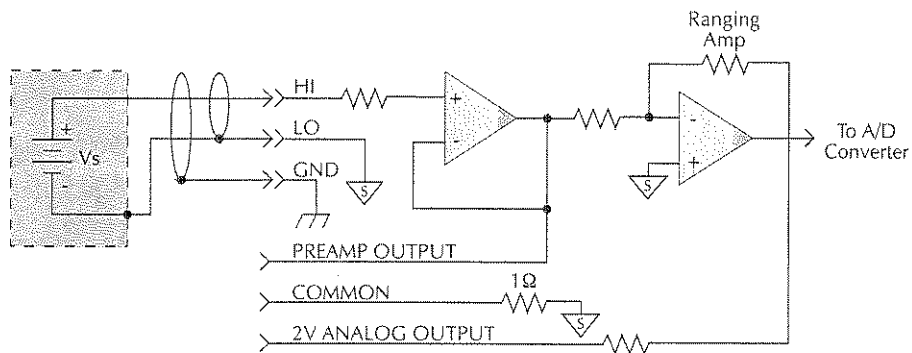 Ranging
Amp
HI
+
+
LO
-
-
To A/D
Converter
Vs
GND
S
S
+
-
PREAMP OUTPUT
1Ω
COMMON
S
2V ANALOG OUTPUT